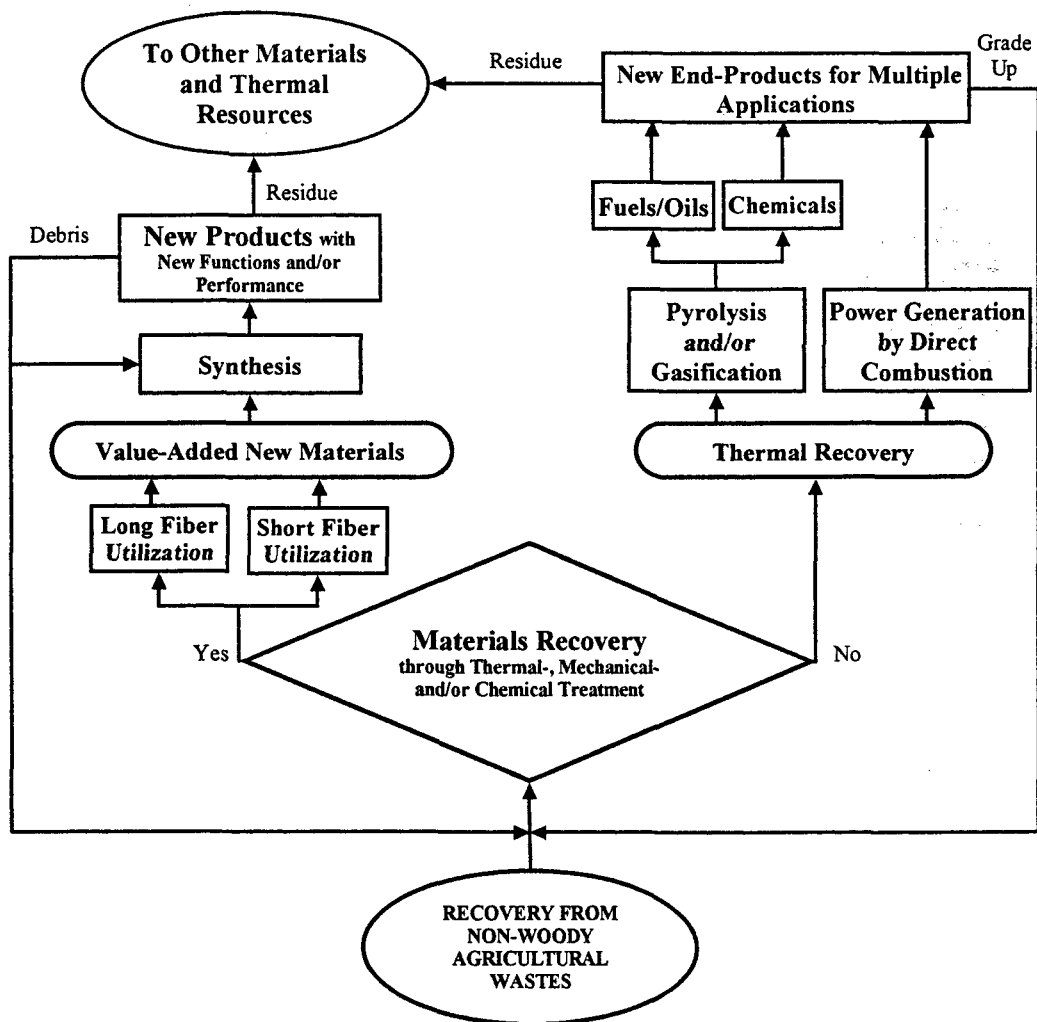 To Other Materials
and Thermal
Resources
Residue
New End-Products for Multiple
Applications
Grade
Up
Fuels/Oils
Chemicals
Residue
Debris
New Products with
New Functions and/or
Performance
Pyrolysis
and/or
Gasification
Power Generation
by Direct
Combustion
Synthesis
Value-Added New Materials
Thermal Recovery
Long Fiber
Utilization
Short Fiber
Utilization
Yes
Materials Recovery
through Thermal-, Mechanical-
and/or Chemical Treatment
No
RECOVERY FROM
NON-WOODY
AGRICULTURAL
WASTES